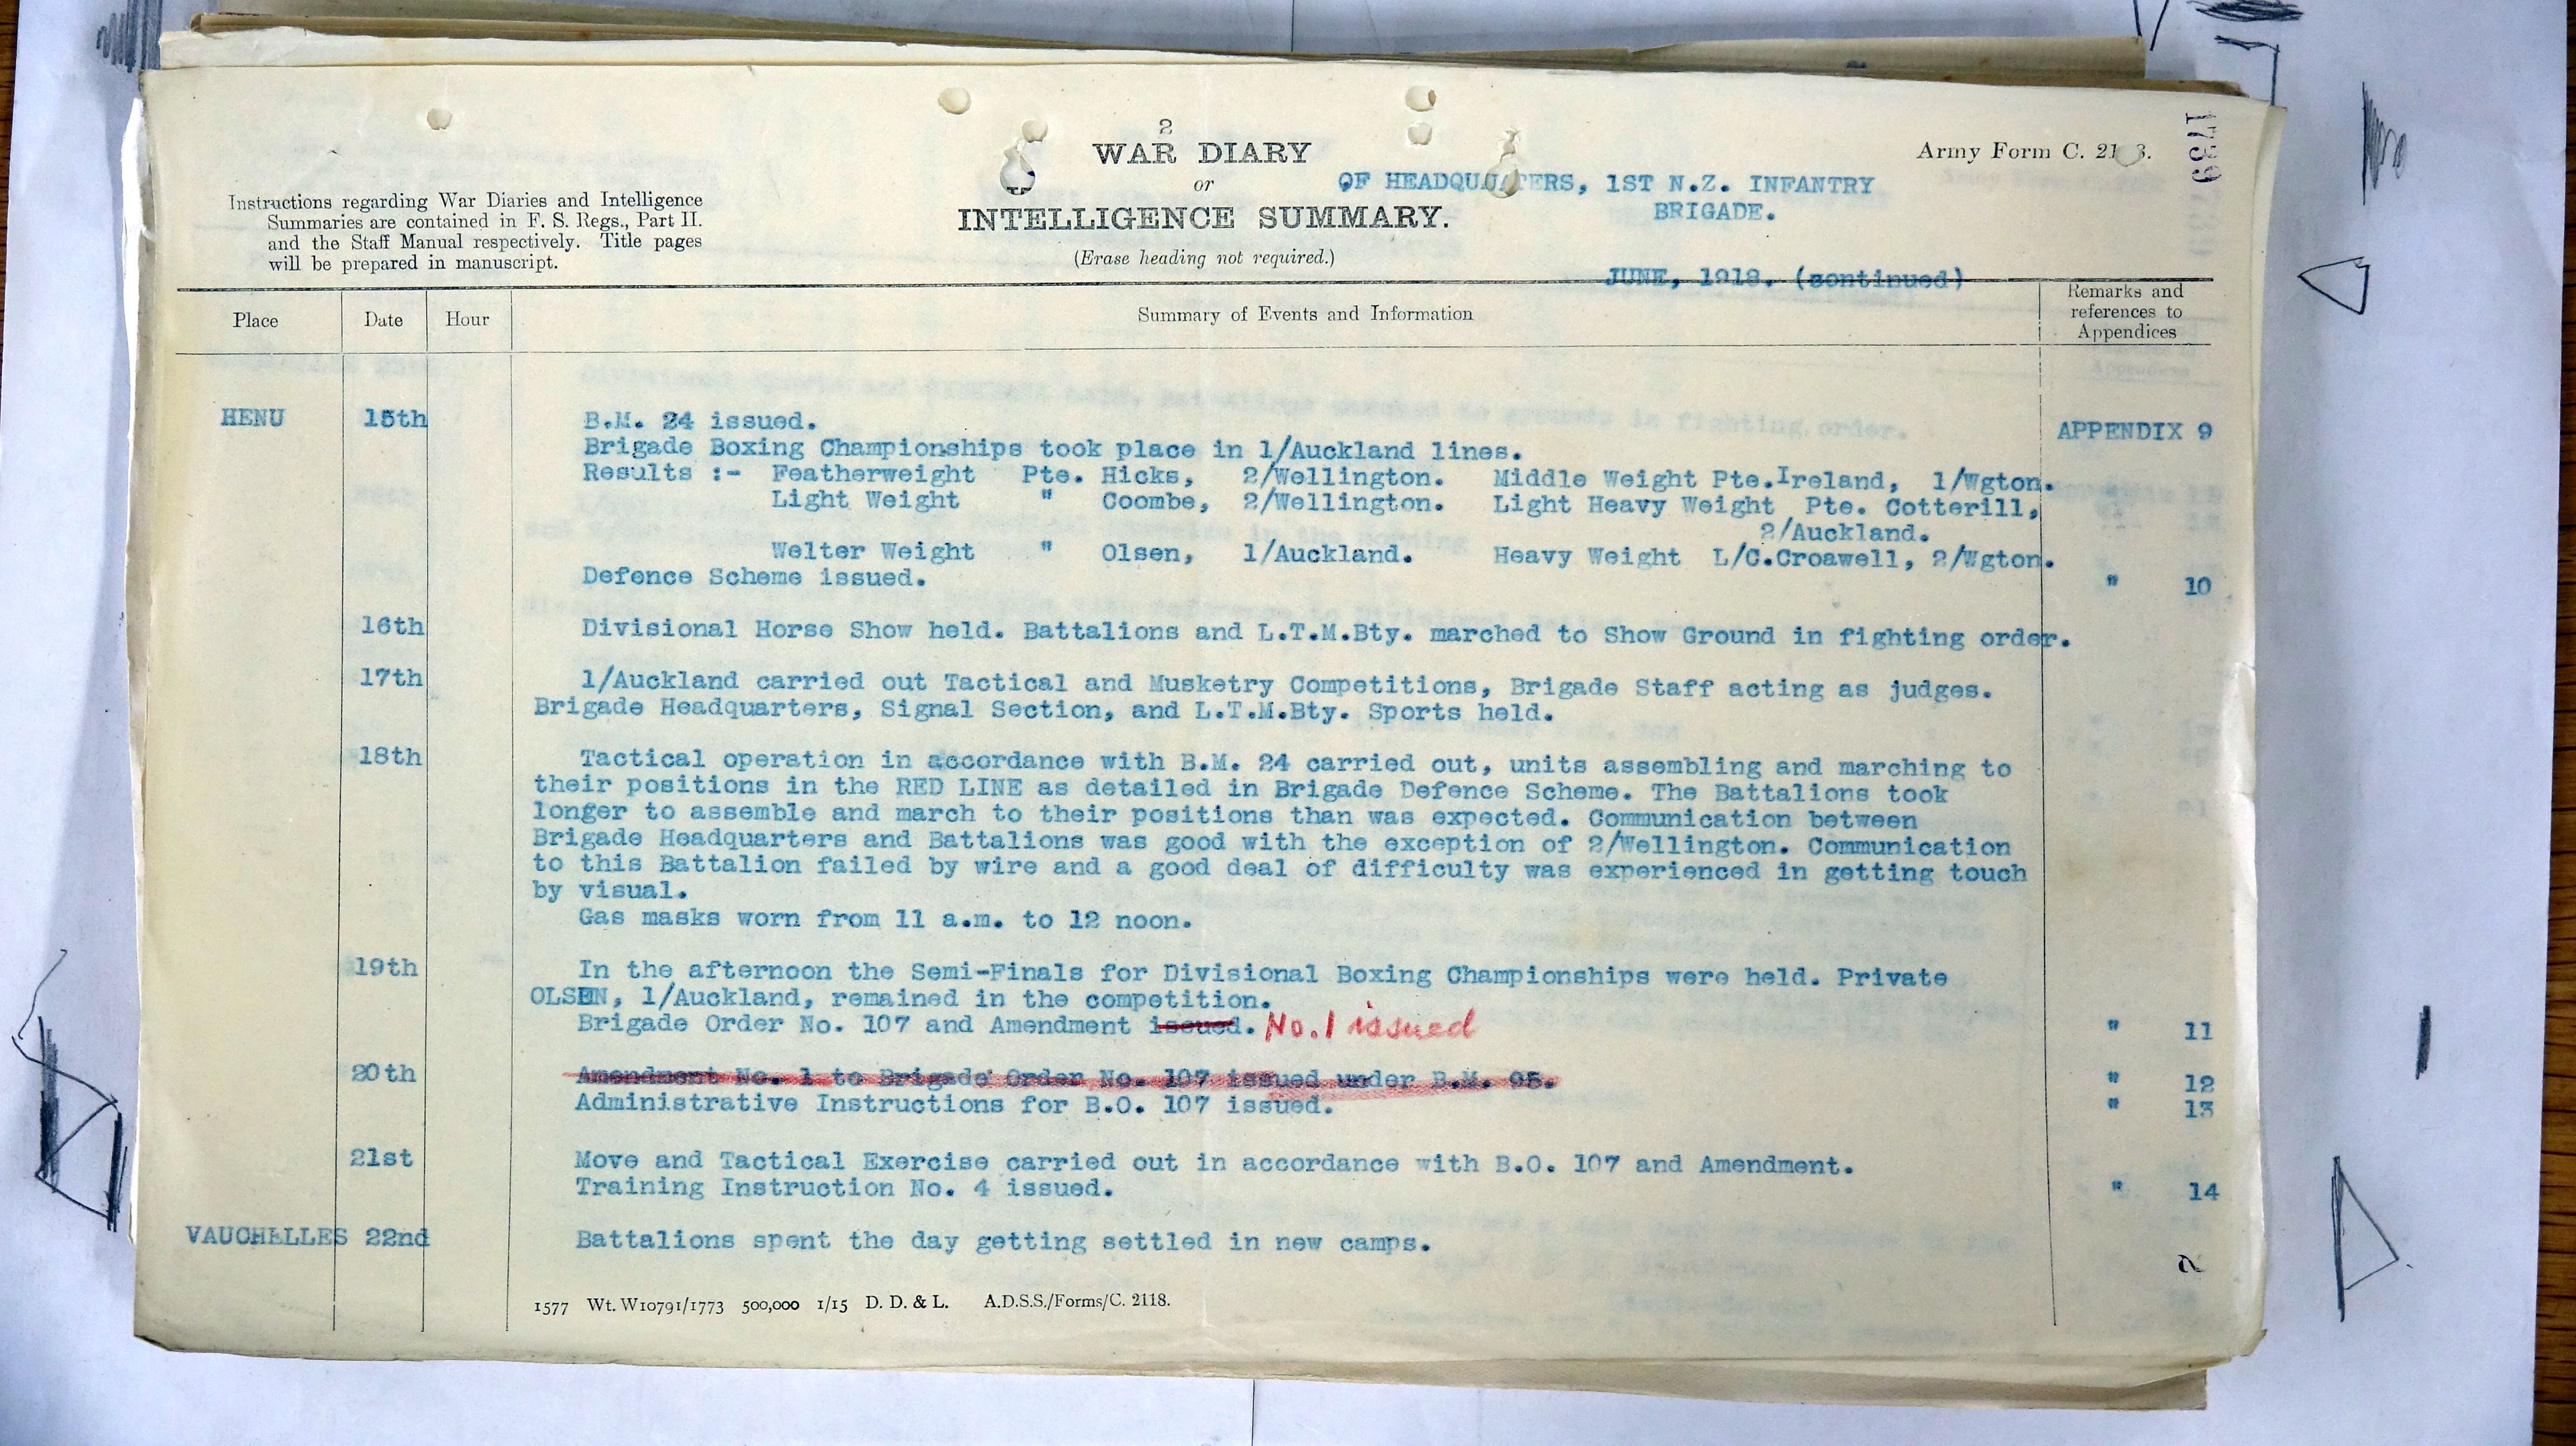 2
WAR DIARY
or
INTELLIGENCE SUMMARY.
(Erase heading not required.)
Army Form C. 21 8.
1739
Instructions regarding War Diaries and Intelligence
Summaries are contained in F. S. Regs., Part II.
and the Staff Manual respectively. Title pages
will be prepared in manuscript.
OF HEADQUARTERS, 1ST N.Z. INFANTRY
BRIGADE.
JUNE, 1918. (continued)
Place Date Hour Summary of Events and Information Remarks and
references to
Appendices
HENU 15th B.M. 24 issued. APPENDIX 9
Brigade Boxing Championships took place in 1/Auckland lines.
Results :- Featherweight Pte. Hicks, 2/Wellington. Middle Weight Pte.Ireland, 1/Wgton.
Light Weight " Coombe, 2/Wellington. Light Heavy Weight Pte. Cotterill,
2/Auckland.
Welter Weight " Olsen, 1/Auckland. Heavy Weight L/C.Croawell, 2/Wgton.
Defence Scheme issued. " 10
16th Divisional Horse Show held. Battalions and L.T.M.Bty. marched to Show Ground in fighting order.
17th 1/Auckland carried out Tactical and Musketry Competitions, Brigade Staff acting as judges.
Brigade Headquarters, Signal Section, and L.T.M.Bty. Sports held.
18th Tactical operation in accordance with B.M. 24 carried out, units assembling and marching to
their positions in the RED LINE as detailed in Brigade Defence Scheme. The Battalions took
longer to assemble and march to their positions than was expected. Communication between
Brigade Headquarters and Battalions was good with the exception of 2/Wellington. Communication
to this Battalion failed by wire and a good deal of difficulty was experienced in getting touch
by visual.
Gas masks worn from 11 a.m. to 12 noon.
19th In the afternoon the Semi-Finals for Divisional Boxing Championships were held. Private
OLSEN, 1/Auckland, remained in the competition.
Brigade Order No. 107 and Amendment issued. No.1 issued " 11
20th Amendment No. 1 to Brigade Order No. 107 issued under B.M. 95. " 12
Administrative Instructions for B.O. 107 issued. " 13
21st Move and Tactical Exercise carried out in accordance with B.O. 107 and Amendment.
Training Instruction No. 4 issued. " 14
VAUCHELLES 22nd Battalions spent the day getting settled in new camps.
2
1577 Wt. W10791/1773 500,000 1/15 D. D. & L. A.D.S.S./Forms/C. 2118.